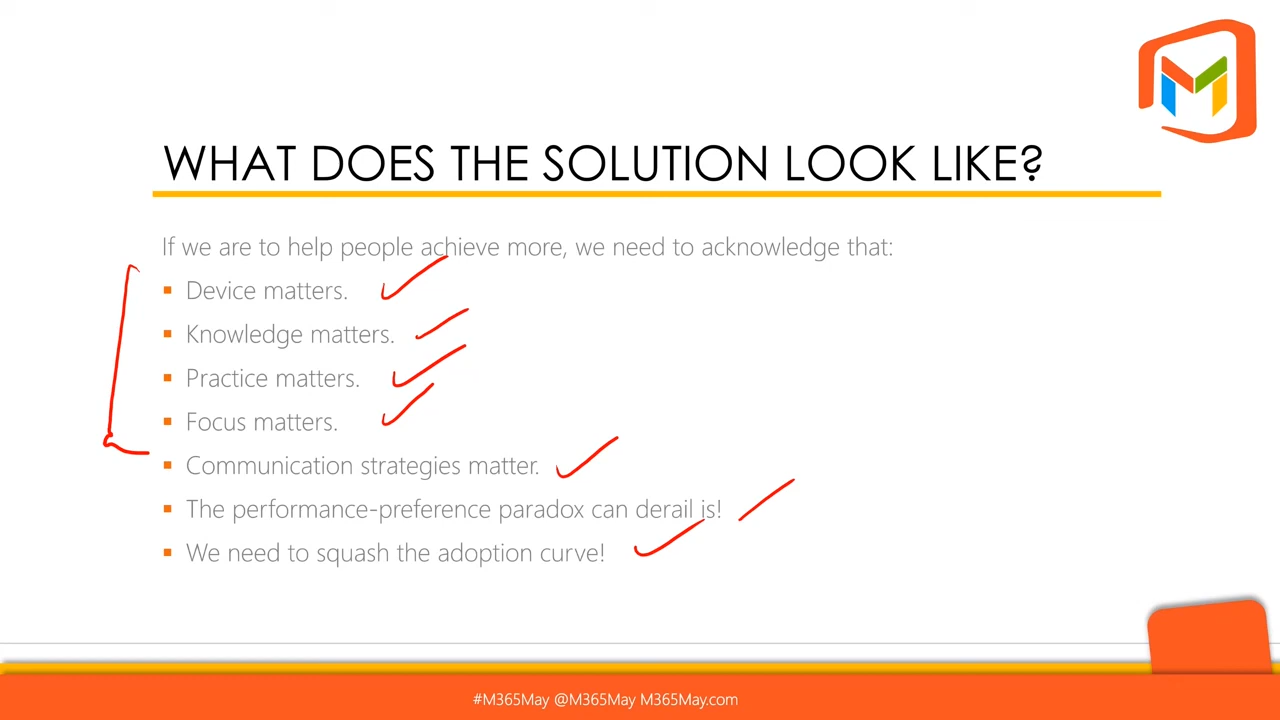 WHAT DOES THE SOLUTION LOOK LIKE?
If we are to help people achieve more, we need to acknowledge that:
▪ Device matters.
▪ Knowledge matters.
▪ Practice matters.
▪ Focus matters.
▪ Communication strategies matter.
▪ The performance-preference paradox can derail is!
▪ We need to squash the adoption curve!
#M365May @M365May M365May.com